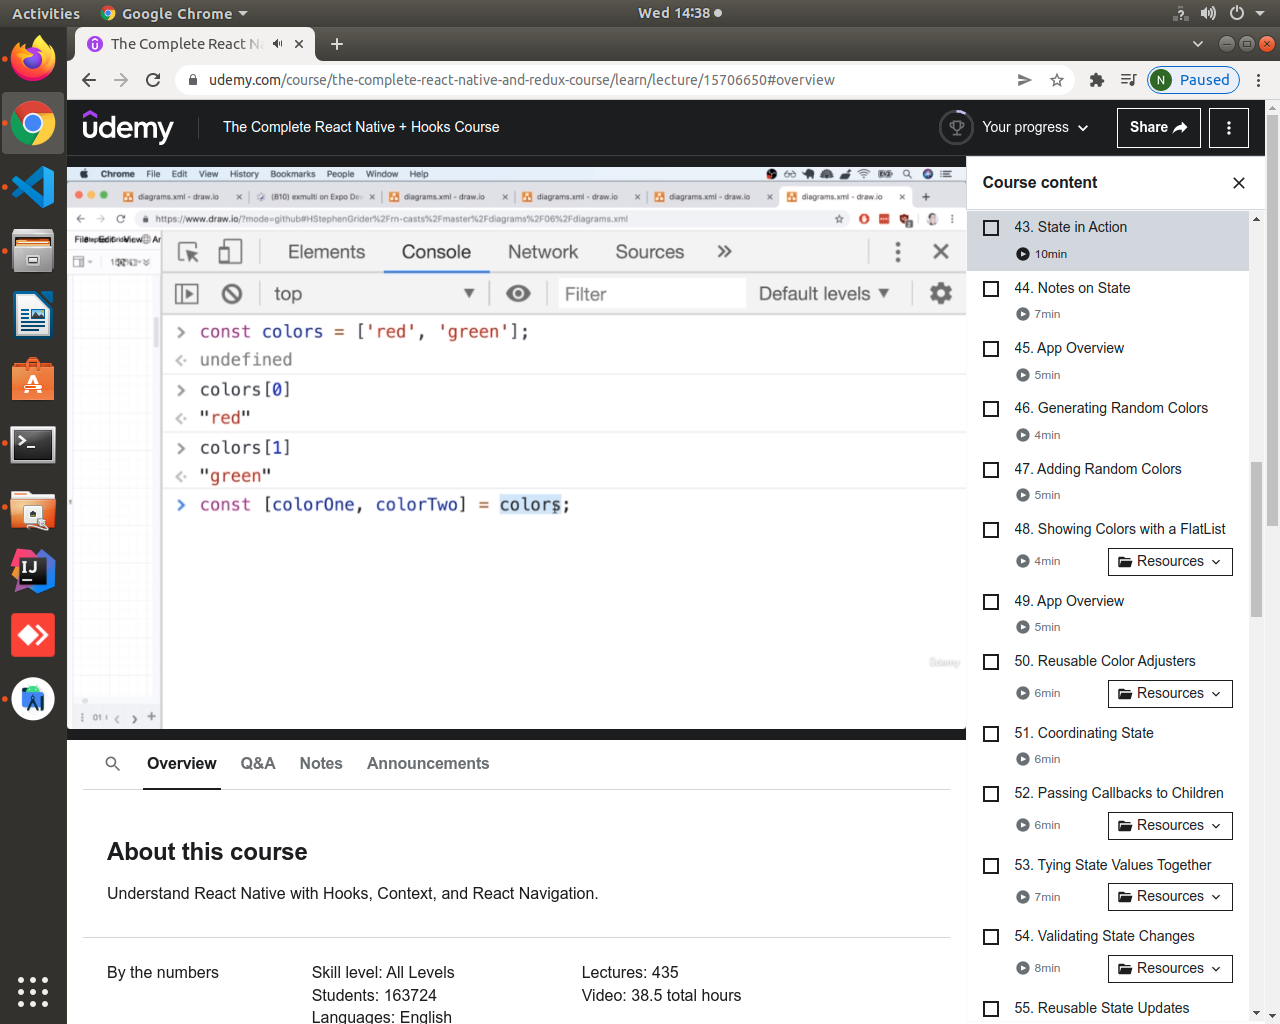 Activities
Google Chrome
Wed 14:38
The Complete React Na
udemy.com/course/the-complete-react-native-and-redux-course/learn/lecture/15706650#overview
N
Paused
udemy
The Complete React Native + Hooks Course
Your progress
Share
Chrome File Edit View History Bookmarks People Window Help
diagrams.xml - draw.io
(B10) exmulti on Expo Dev
diagrams.xml - draw.io
diagrams.xml - draw.io
diagrams.xml - draw.io
diagrams.xml - draw.io
https://www.draw.io/?mode=github#HStephenGrider%2Frn-casts%2Fmaster%2Fdiagrams%2F06%2Fdiagrams.xml
Elements Console Network Sources
top
Filter
Default levels
const colors = ['red', 'green'];
undefined
colors[0]
"red"
colors[1]
"green"
const [colorOne, colorTwo] = colors;
Udemy
Overview Q&A Notes Announcements
About this course
Understand React Native with Hooks, Context, and React Navigation.
By the numbers
Skill level: All Levels
Students: 163724
Languages: English
Lectures: 435
Video: 38.5 total hours
Course content
43. State in Action
10min
44. Notes on State
7min
45. App Overview
5min
46. Generating Random Colors
4min
47. Adding Random Colors
5min
48. Showing Colors with a FlatList
4min
Resources
49. App Overview
5min
50. Reusable Color Adjusters
6min
Resources
51. Coordinating State
6min
52. Passing Callbacks to Children
6min
Resources
53. Tying State Values Together
7min
Resources
54. Validating State Changes
8min
Resources
55. Reusable State Updates